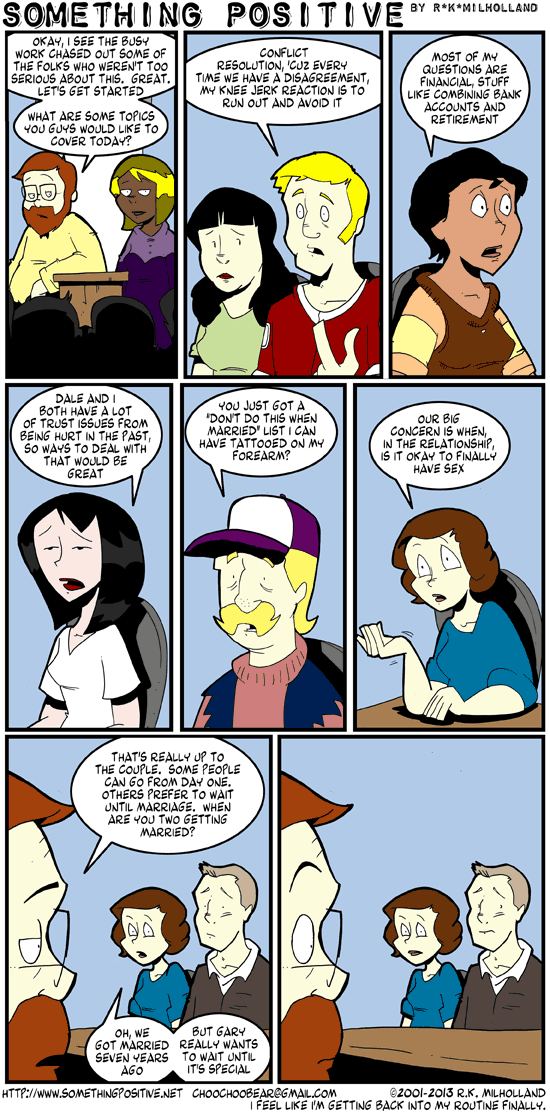 SOMETHING POSITIVE BY R*K*MILHOLLAND
OKAY, I SEE THE BUSY
WORK CHASED OUT SOME OF
THE FOLKS WHO WEREN'T TOO
SERIOUS ABOUT THIS. GREAT.
LET'S GET STARTED
WHAT ARE SOME TOPICS
YOU GUYS WOULD LIKE TO
COVER TODAY?
CONFLICT
RESOLUTION, 'CUZ EVERY
TIME WE HAVE A DISAGREEMENT,
MY KNEE JERK REACTION IS TO
RUN OUT AND AVOID IT
MOST OF MY
QUESTIONS ARE
FINANCIAL, STUFF
LIKE COMBINING BANK
ACCOUNTS AND
RETIREMENT
DALE AND I
BOTH HAVE A LOT
OF TRUST ISSUES FROM
BEING HURT IN THE PAST,
SO WAYS TO DEAL WITH
THAT WOULD BE
GREAT
YOU JUST GOT A
"DON'T DO THIS WHEN
MARRIED" LIST I CAN
HAVE TATTOOED ON MY
FOREARM?
OUR BIG
CONCERN IS WHEN,
IN THE RELATIONSHIP,
IS IT OKAY TO FINALLY
HAVE SEX
THAT'S REALLY UP TO
THE COUPLE. SOME PEOPLE
CAN GO FROM DAY ONE.
OTHERS PREFER TO WAIT
UNTIL MARRIAGE. WHEN
ARE YOU TWO GETTING
MARRIED?
OH, WE
GOT MARRIED
SEVEN YEARS
AGO
BUT GARY
REALLY WANTS
TO WAIT UNTIL
IT'S SPECIAL
HTTP://WWW.SOMETHINGPOSITIVE.NET CHOOCHOOBEAR@GMAIL.COM ©2001-2013 R.K. MILHOLLAND
I FEEL LIKE I'M GETTING BACK INTO MY ROUTINE FINALLY.